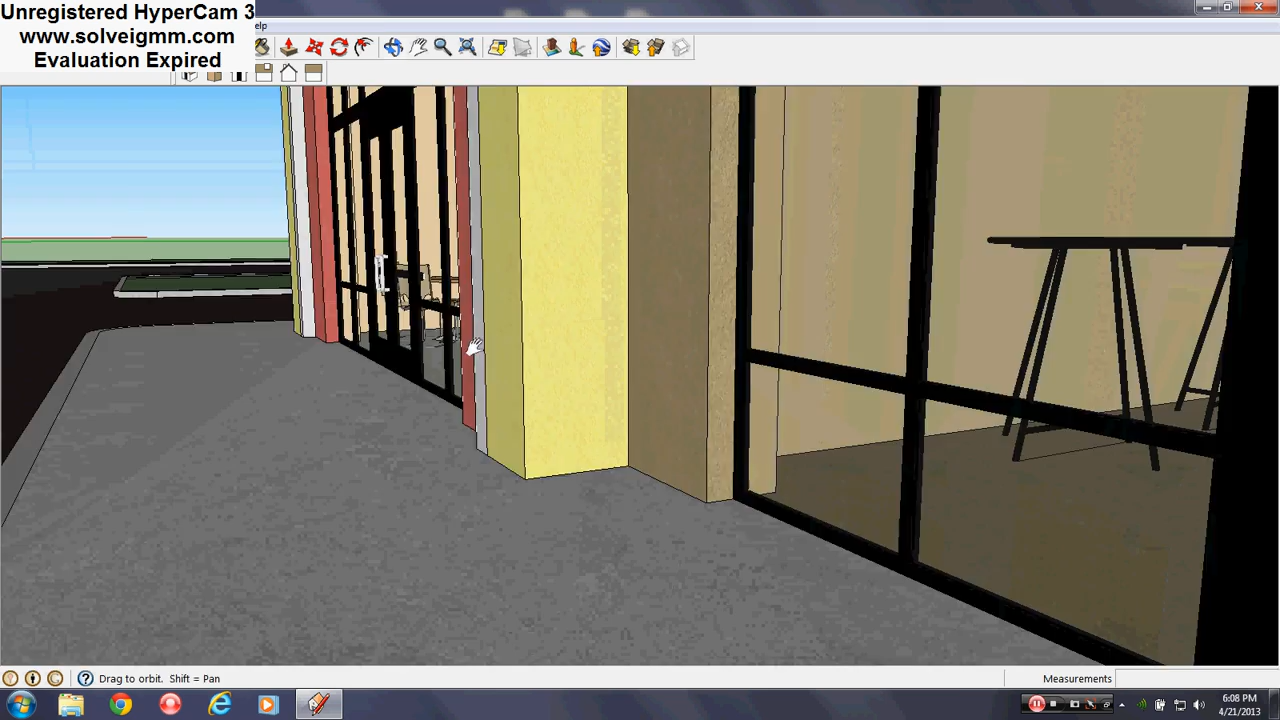 Unregistered HyperCam 3
www.solveigmm.com
Evaluation Expired
elp
Drag to orbit. Shift = Pan
Measurements
6:08 PM
4/21/2013